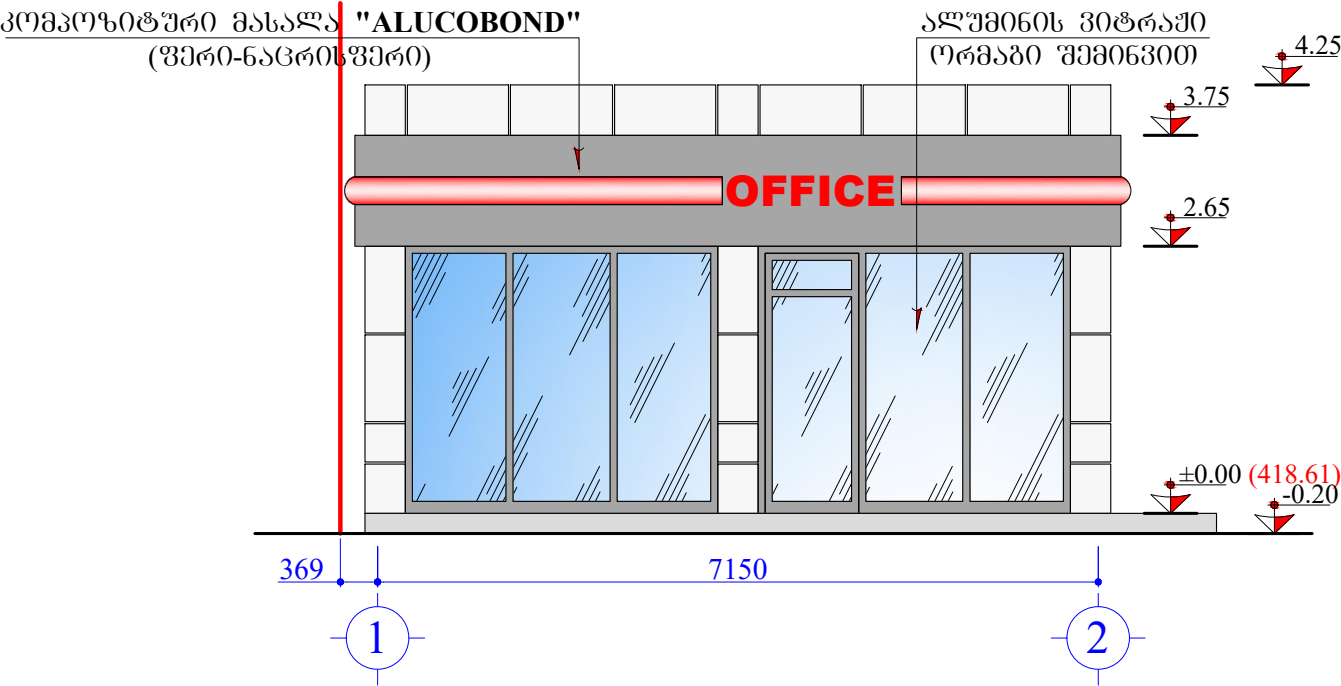 კომპოზიტური მასალა "ALUCOBOND"
(ფერი-ნაცრისფერი)
ალუმინის ვიტრაჟი
ორმაგი შემინვით
4.25
3.75
OFFICE
2.65
±0.00 (418.61)
-0.20
369
7150
1
2